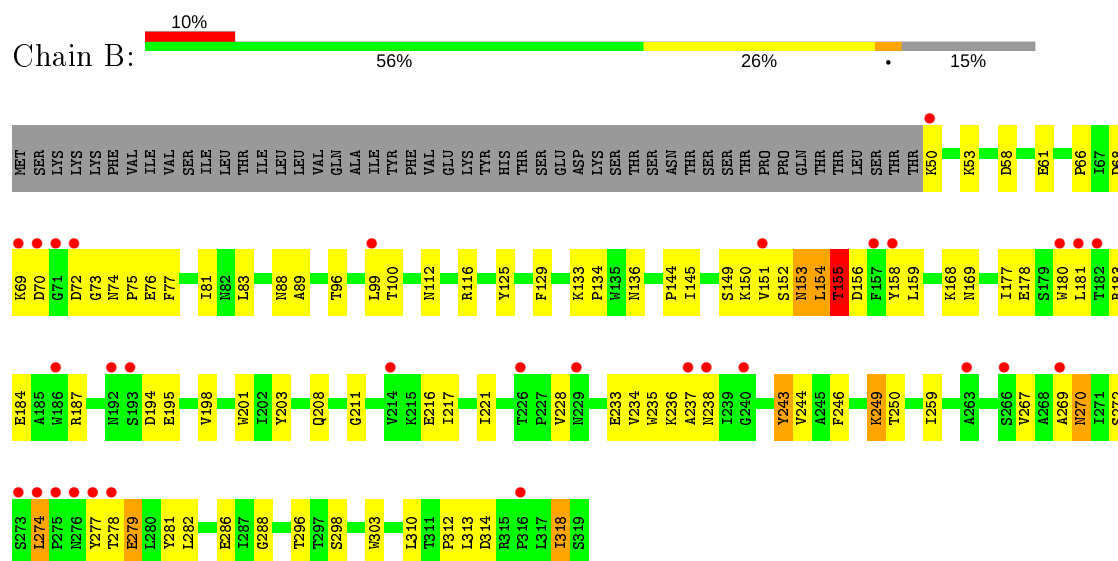 10%
Chain B:
56% 26% • 15%
MET SER LYS LYS LYS PHE VAL ILE VAL SER ILE LEU THR ILE LEU LEU VAL GLN ALA ILE TYR PHE VAL GLU LYS TYR HIS THR SER GLU ASP LYS SER THR SER ASN THR SER SER THR PRO PRO GLN THR THR LEU SER THR THR K50 K53 D58 E61 P66 I67 D68
K69 D70 G71 D72 G73 N74 P75 E76 F77 I81 N82 L83 N88 A89 T96 L99 T100 N112 R116 Y125 F129 K133 P134 W135 N136 P144 I145 S149 K150 V151 S152 N153 L154 T155 D156 F157 Y158 L159 K168 N169 I177 E178 S179 W180 L181 T182 R183
E184 A185 W186 R187 N192 S193 D194 E195 V198 W201 I202 Y203 Q208 G211 V214 K215 E216 I217 I221 T226 P227 V228 N229 E233 V234 W235 K236 A237 N238 I239 G240 Y243 V244 A245 F246 K249 T250 I259 A263 S266 V267 A268 A269 N270 I271 S272
S273 L274 P275 N276 Y277 T278 E279 L280 Y281 L282 E286 I287 G288 T296 T297 S298 W303 L310 T311 P312 L313 D314 R315 P316 L317 I318 S319